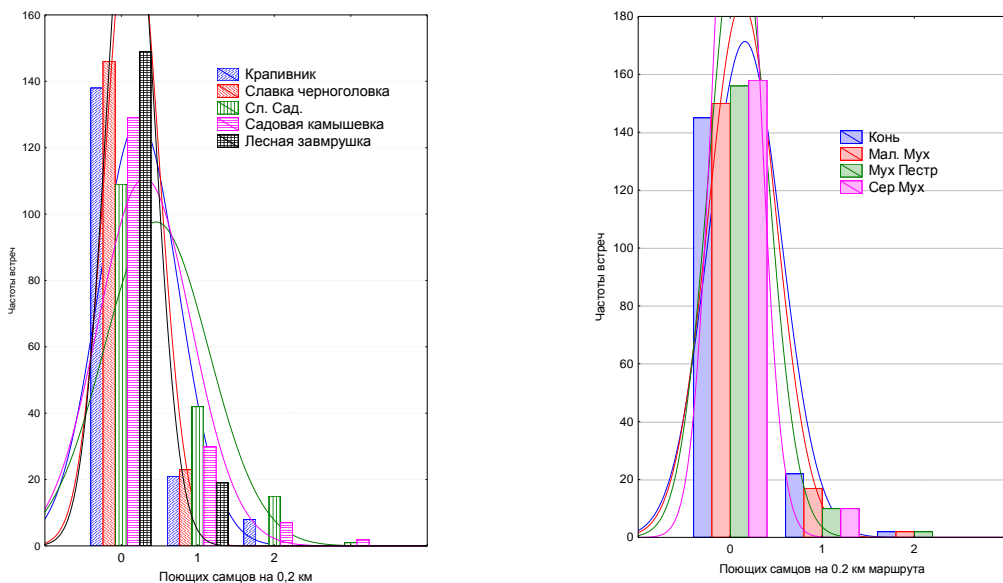 160
140
120
100
80
60
40
20
0
Частоты встреч
Крапивник
Славка черноголовка
Сл. Сад.
Садовая камышевка
Лесная завмрушка
0
1
2
Поющих самцов на 0,2 км
180
160
140
120
100
80
60
40
20
0
Частоты встреч
Конь
Мал. Мух
Мух Пестр
Сер Мух
0
1
2
Поющих самцов на 0.2 км маршрута